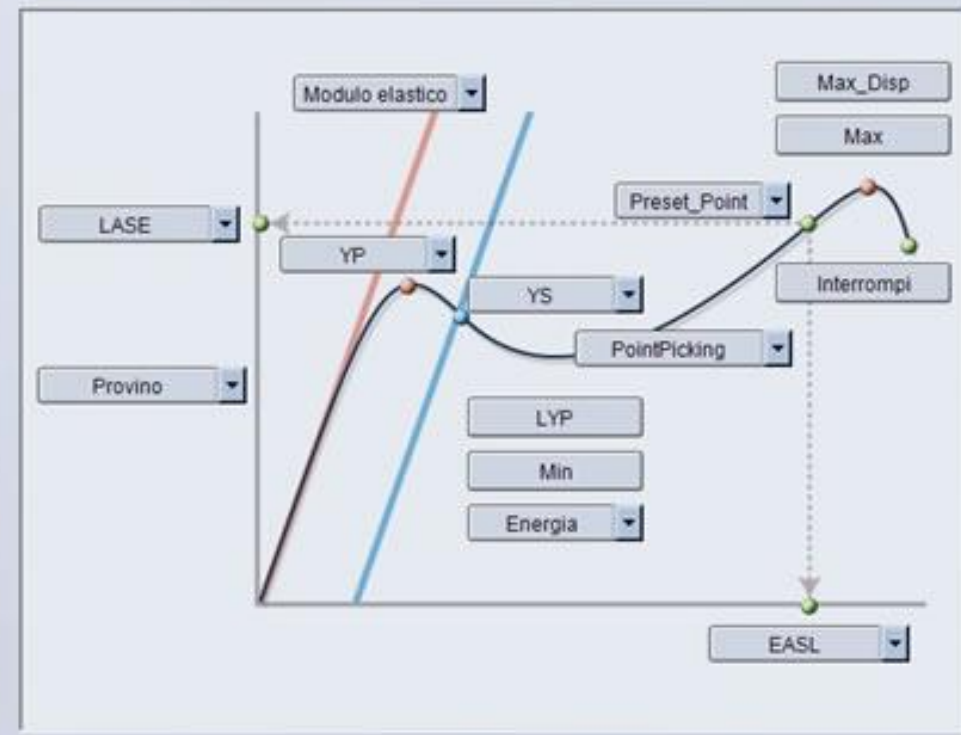 Modulo elastico
Max_Disp
Max
Preset_Point
LASE
YP
YS
Interrompi
PointPicking
Provino
LYP
Min
Energia
EASL